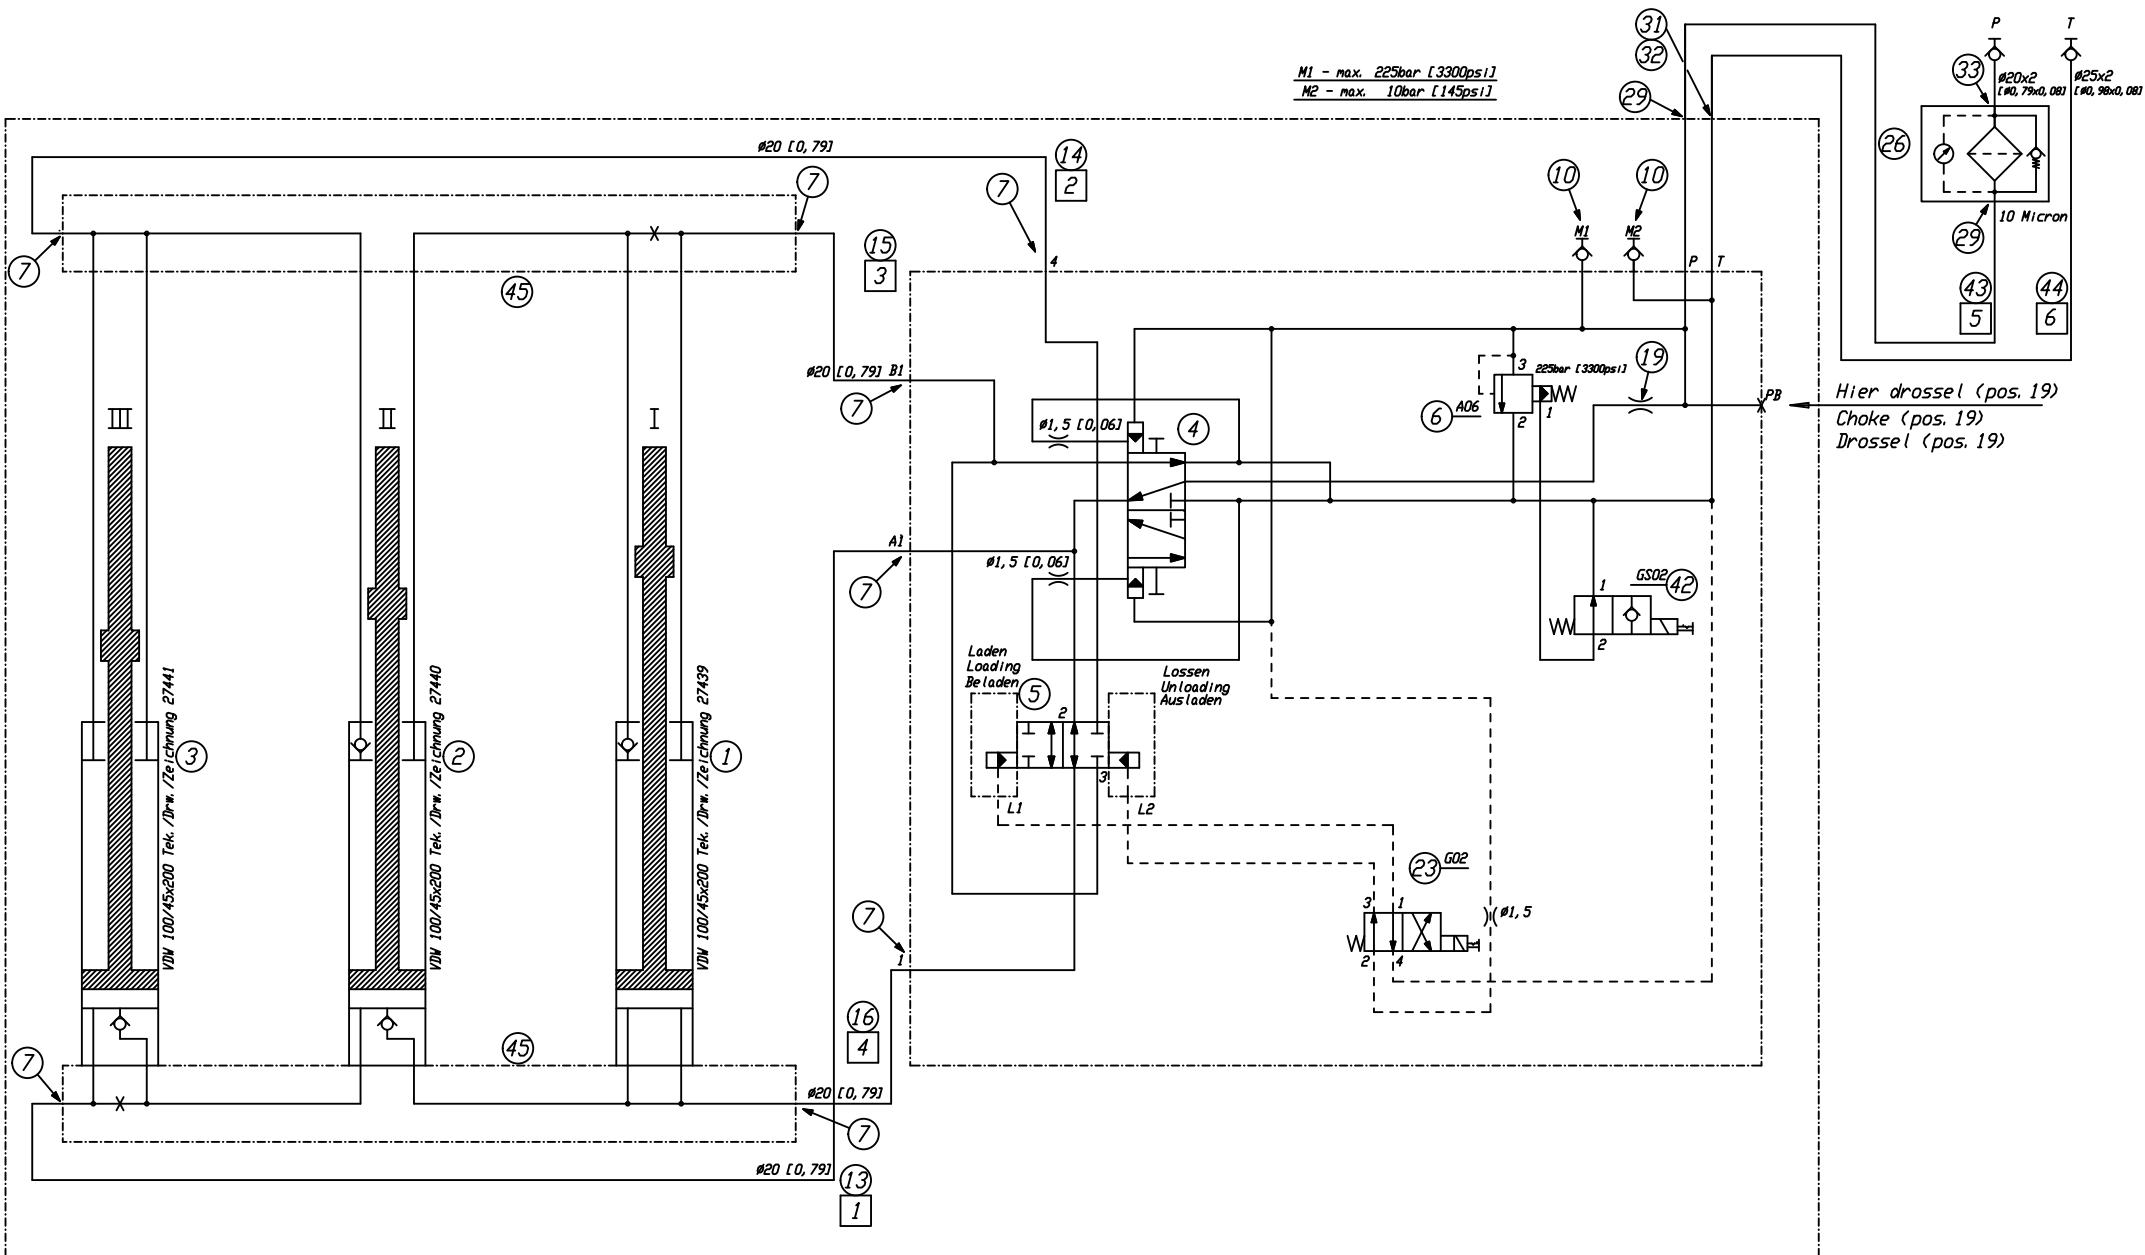 31
32
29
P
T
33
ø20x2
[ø0,79x0,08]
ø25x2
[ø0,98x0,08]
26
10 Micron
29
43
5
44
6
M1 - max. 225bar [3300psi]
M2 - max. 10bar [145psi]
ø20 [0,79]
14
2
7
7
7
45
15
3
4
10
10
M1
M2
P
T
ø20 [0,79] B1
7
3
225bar [3300psi]
6
A06
2
1
19
PB
Hier drossel (pos. 19)
Choke (pos. 19)
Drossel (pos. 19)
III
II
I
ø1,5 [0,06]
4
A1
7
ø1,5 [0,06]
GS02
42
1
2
Laden
Loading
Beladen
5
Lossen
Unloading
Ausladen
2
3
L1
L2
VDW 100/45x200 Tek./Drw./Zeichnung 27441
3
VDW 100/45x200 Tek./Drw./Zeichnung 27440
2
VDW 100/45x200 Tek./Drw./Zeichnung 27439
1
23
G02
3
1
2
4
ø1,5
7
1
16
4
7
45
ø20 [0,79]
7
ø20 [0,79]
13
1